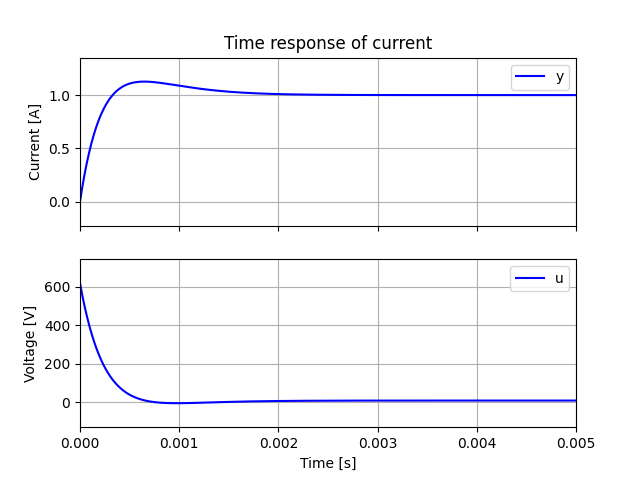 Time response of current
y
1.0
0.5
0.0
Current [A]
u
600
400
200
0
Voltage [V]
0.000 0.001 0.002 0.003 0.004 0.005
Time [s]